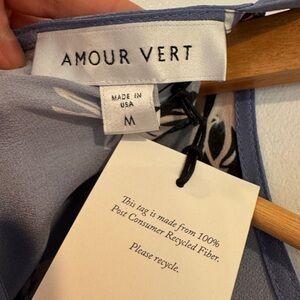 AMOUR VERT
MADE IN
USA
M
This tag is made from 100%
Post Consumer Recycled Fiber.
Please recycle.